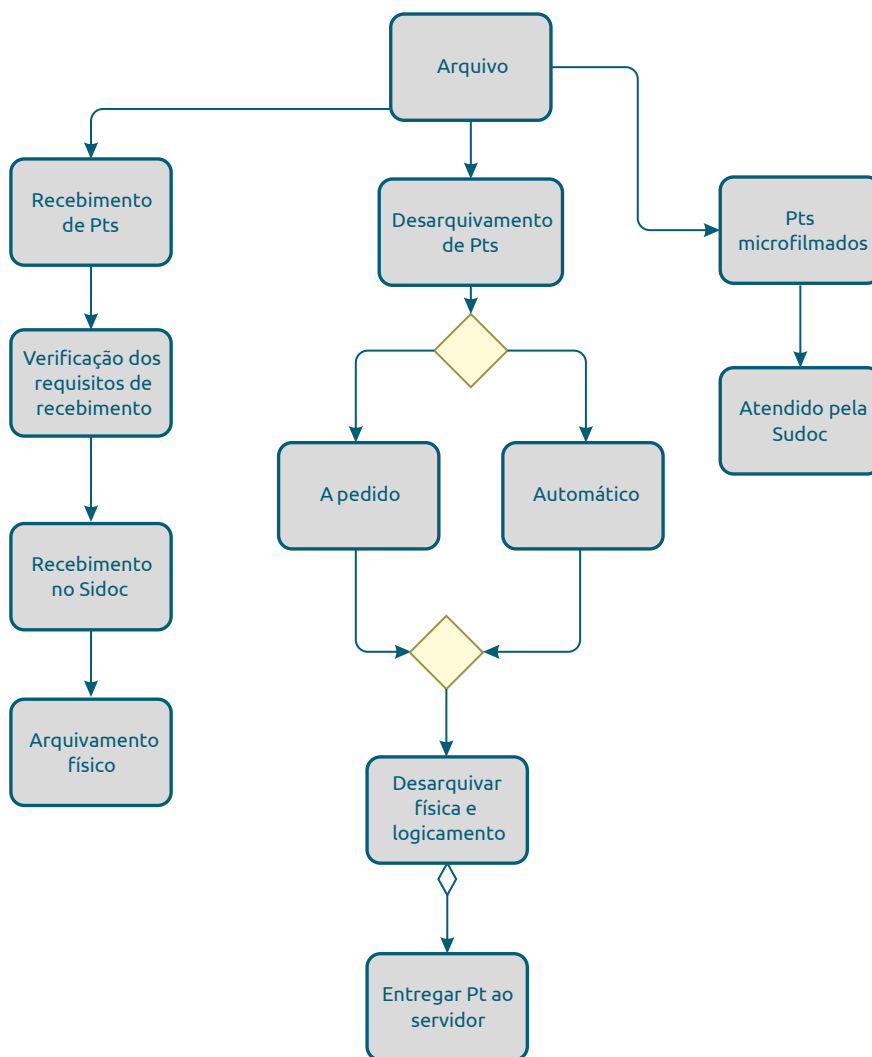 Arquivo
Recebimento
de Pts
Desarquivamento
de Pts
Pts
microfilmados
Verificação dos
requisitos de
recebimento
Atendido pela
Sudoc
A pedido
Automático
Recebimento
no Sidoc
Arquivamento
físico
Desarquivar
física e
logicamento
Entregar Pt ao
servidor